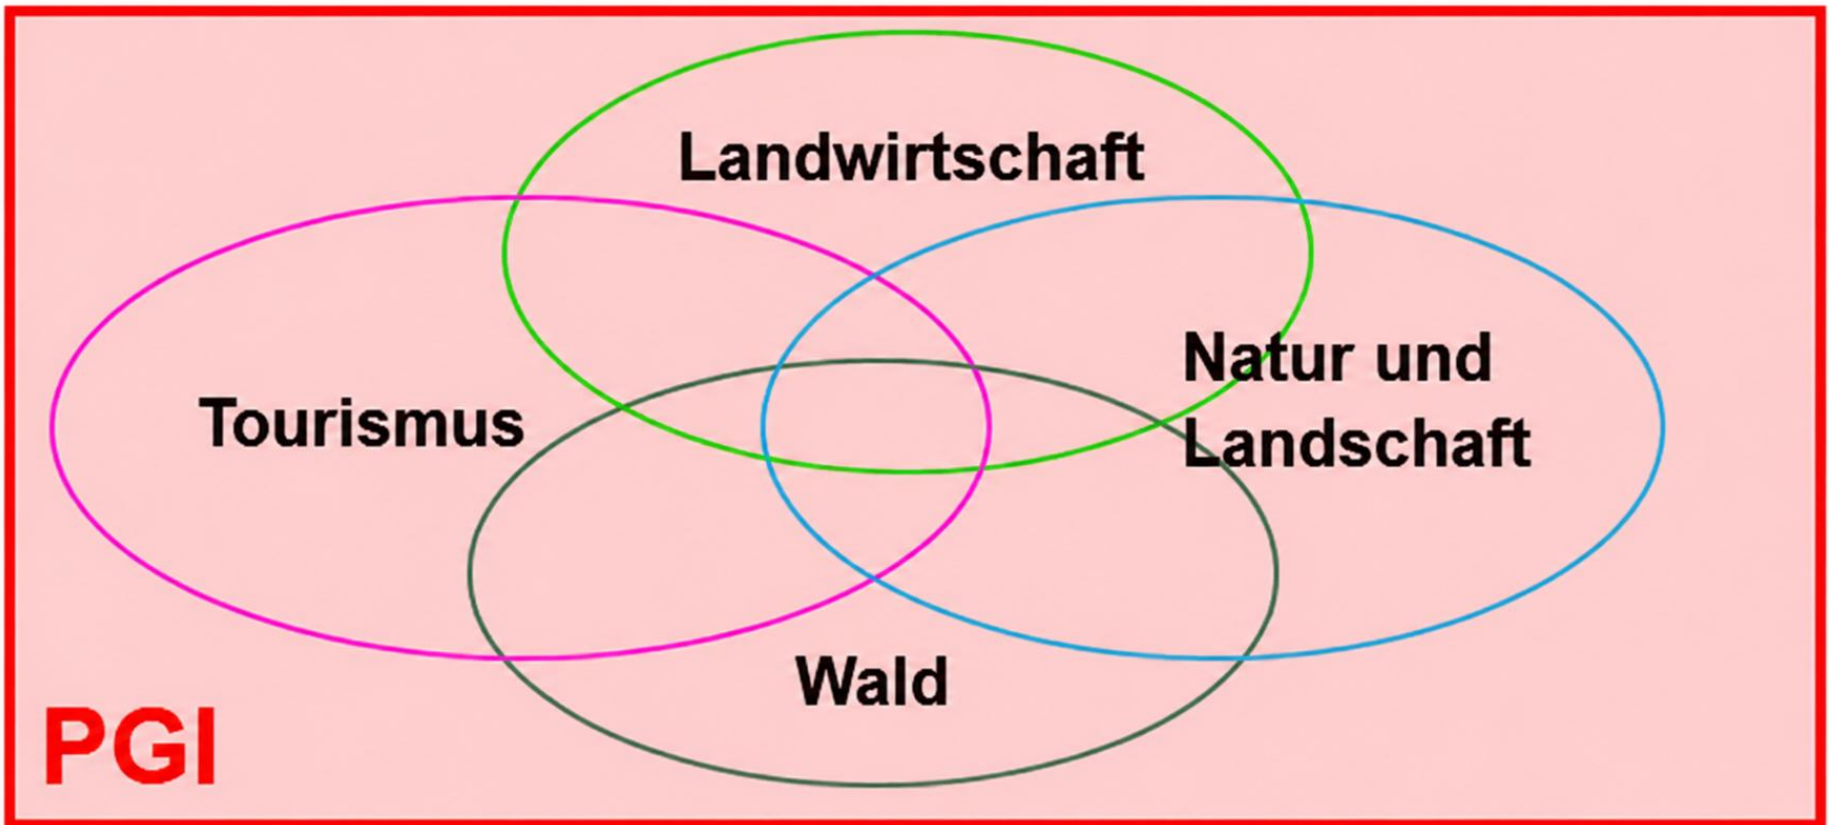 Landwirtschaft
Tourismus
Natur und
Landschaft
Wald
PGI